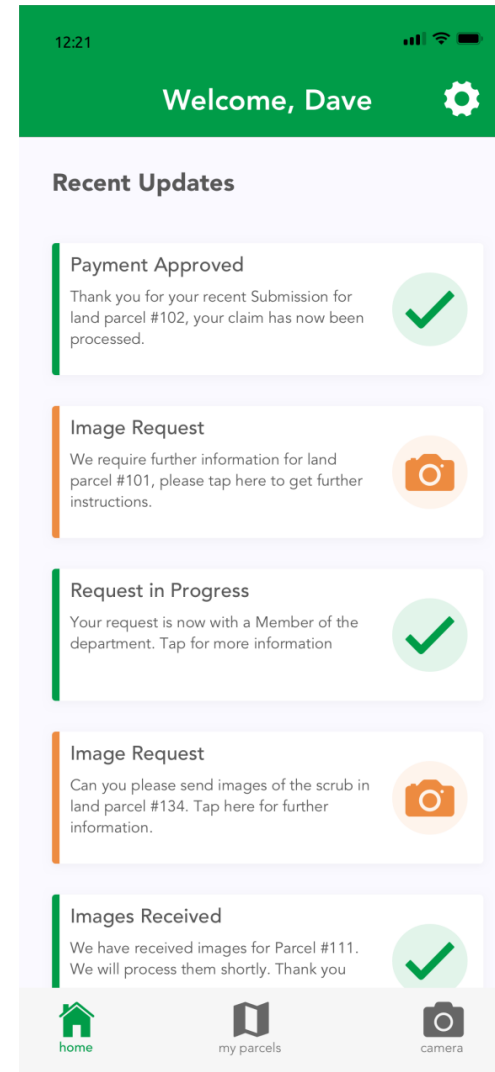 12:21
Welcome, Dave
Recent Updates
Payment Approved
Thank you for your recent Submission for
land parcel #102, your claim has now been
processed.
Image Request
We require further information for land
parcel #101, please tap here to get further
instructions.
Request in Progress
Your request is now with a Member of the
department. Tap for more information
Image Request
Can you please send images of the scrub in
land parcel #134. Tap here for further
information.
Images Received
We have received images for Parcel #111.
We will process them shortly. Thank you
home
my parcels
camera